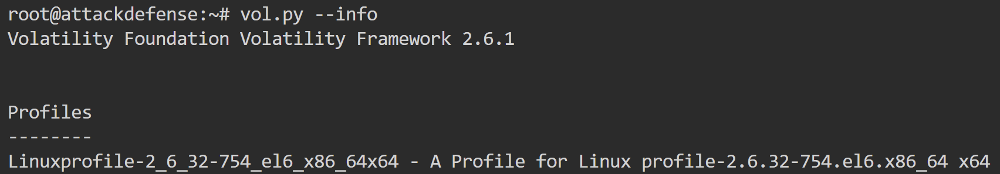 root@attackdefense:~# vol.py --info
Volatility Foundation Volatility Framework 2.6.1
Profiles
--------
Linuxprofile-2_6_32-754_el6_x86_64x64 - A Profile for Linux profile-2.6.32-754.el6.x86_64 x64